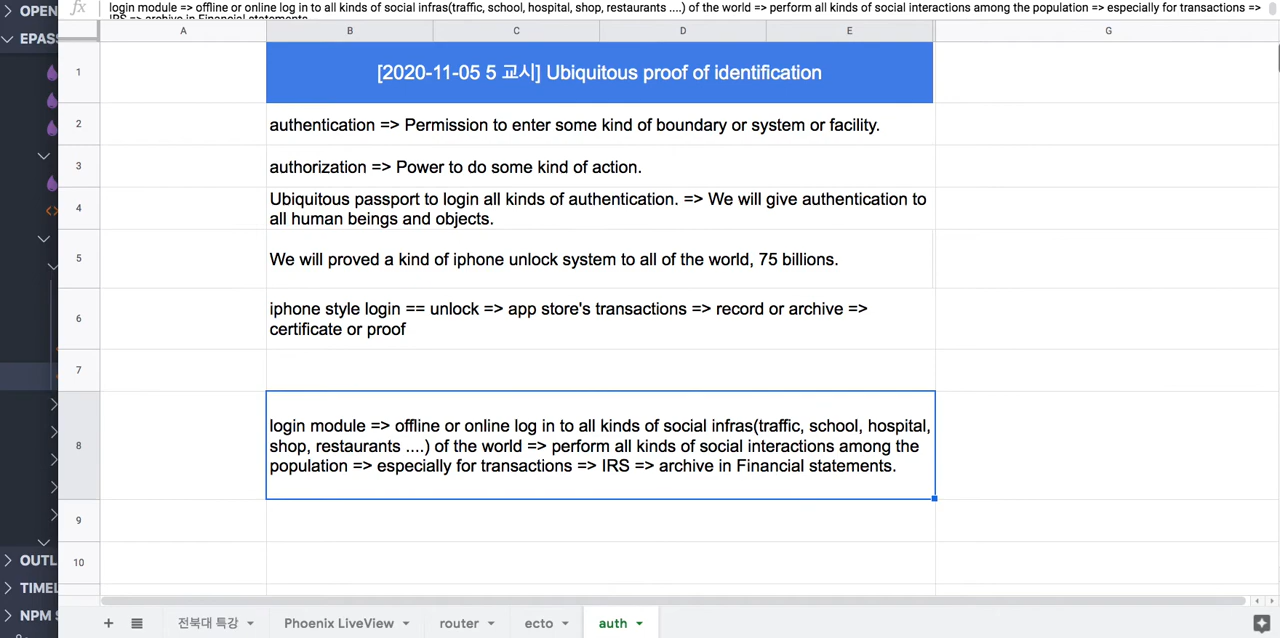 OPEN
EPAS
OUTL
TIME
NPM S
fx
login module => offline or online log in to all kinds of social infras(traffic, school, hospital, shop, restaurants ....) of the world => perform all kinds of social interactions among the population => especially for transactions =>
IRS => archive in Financial statements.
A B C D E G
1
[2020-11-05 5 교시] Ubiquitous proof of identification
2
authentication => Permission to enter some kind of boundary or system or facility.
3
authorization => Power to do some kind of action.
4
Ubiquitous passport to login all kinds of authentication. => We will give authentication to
all human beings and objects.
5
We will proved a kind of iphone unlock system to all of the world, 75 billions.
6
iphone style login == unlock => app store's transactions => record or archive =>
certificate or proof
7
8
login module => offline or online log in to all kinds of social infras(traffic, school, hospital,
shop, restaurants ....) of the world => perform all kinds of social interactions among the
population => especially for transactions => IRS => archive in Financial statements.
9
10
전북대 특강 Phoenix LiveView router ecto auth